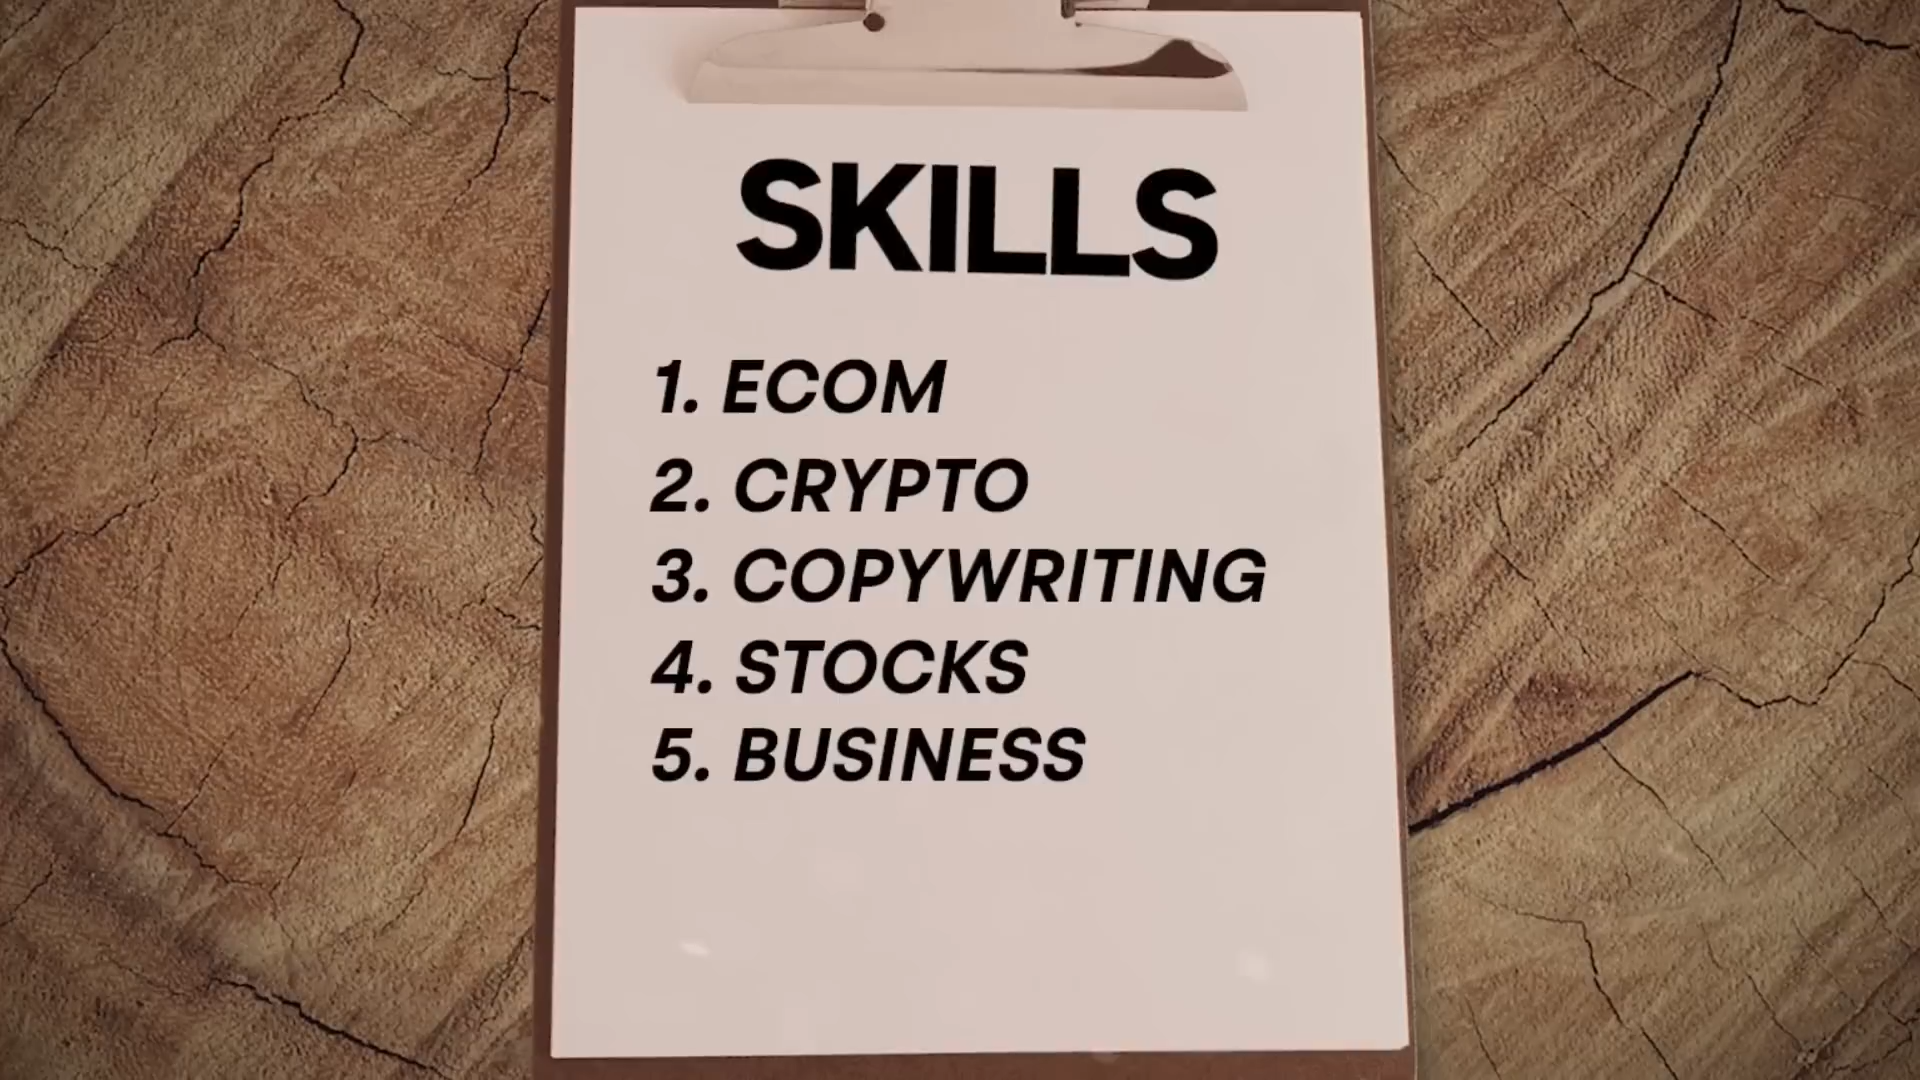 SKILLS
1. ECOM
2. CRYPTO
3. COPYWRITING
4. STOCKS
5. BUSINESS